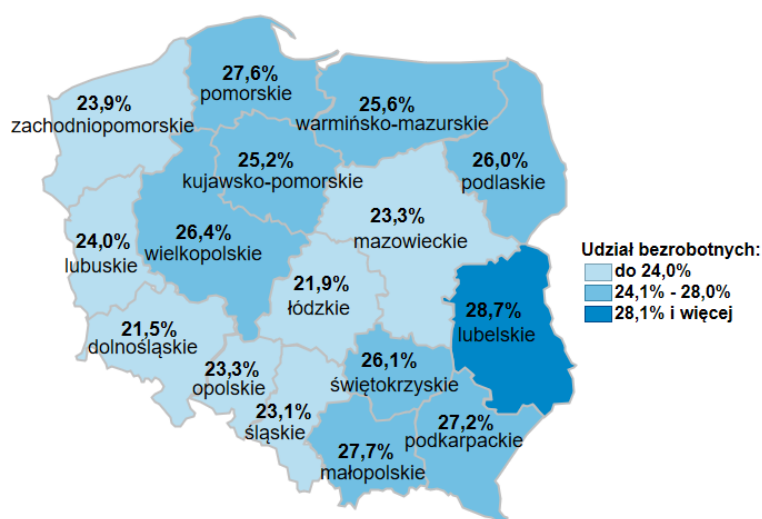 27,6%
pomorskie
23,9%
zachodniopomorskie
25,6%
warmińsko-mazurskie
25,2%
kujawsko-pomorskie
26,0%
podlaskie
26,4%
wielkopolskie
23,3%
mazowieckie
24,0%
lubuskie
21,9%
łódzkie
28,7%
lubelskie
21,5%
dolnośląskie
23,3%
opolskie
26,1%
świętokrzyskie
23,1%
śląskie
27,7%
małopolskie
27,2%
podkarpackie
Udział bezrobotnych:
do 24,0%
24,1% - 28,0%
28,1% i więcej